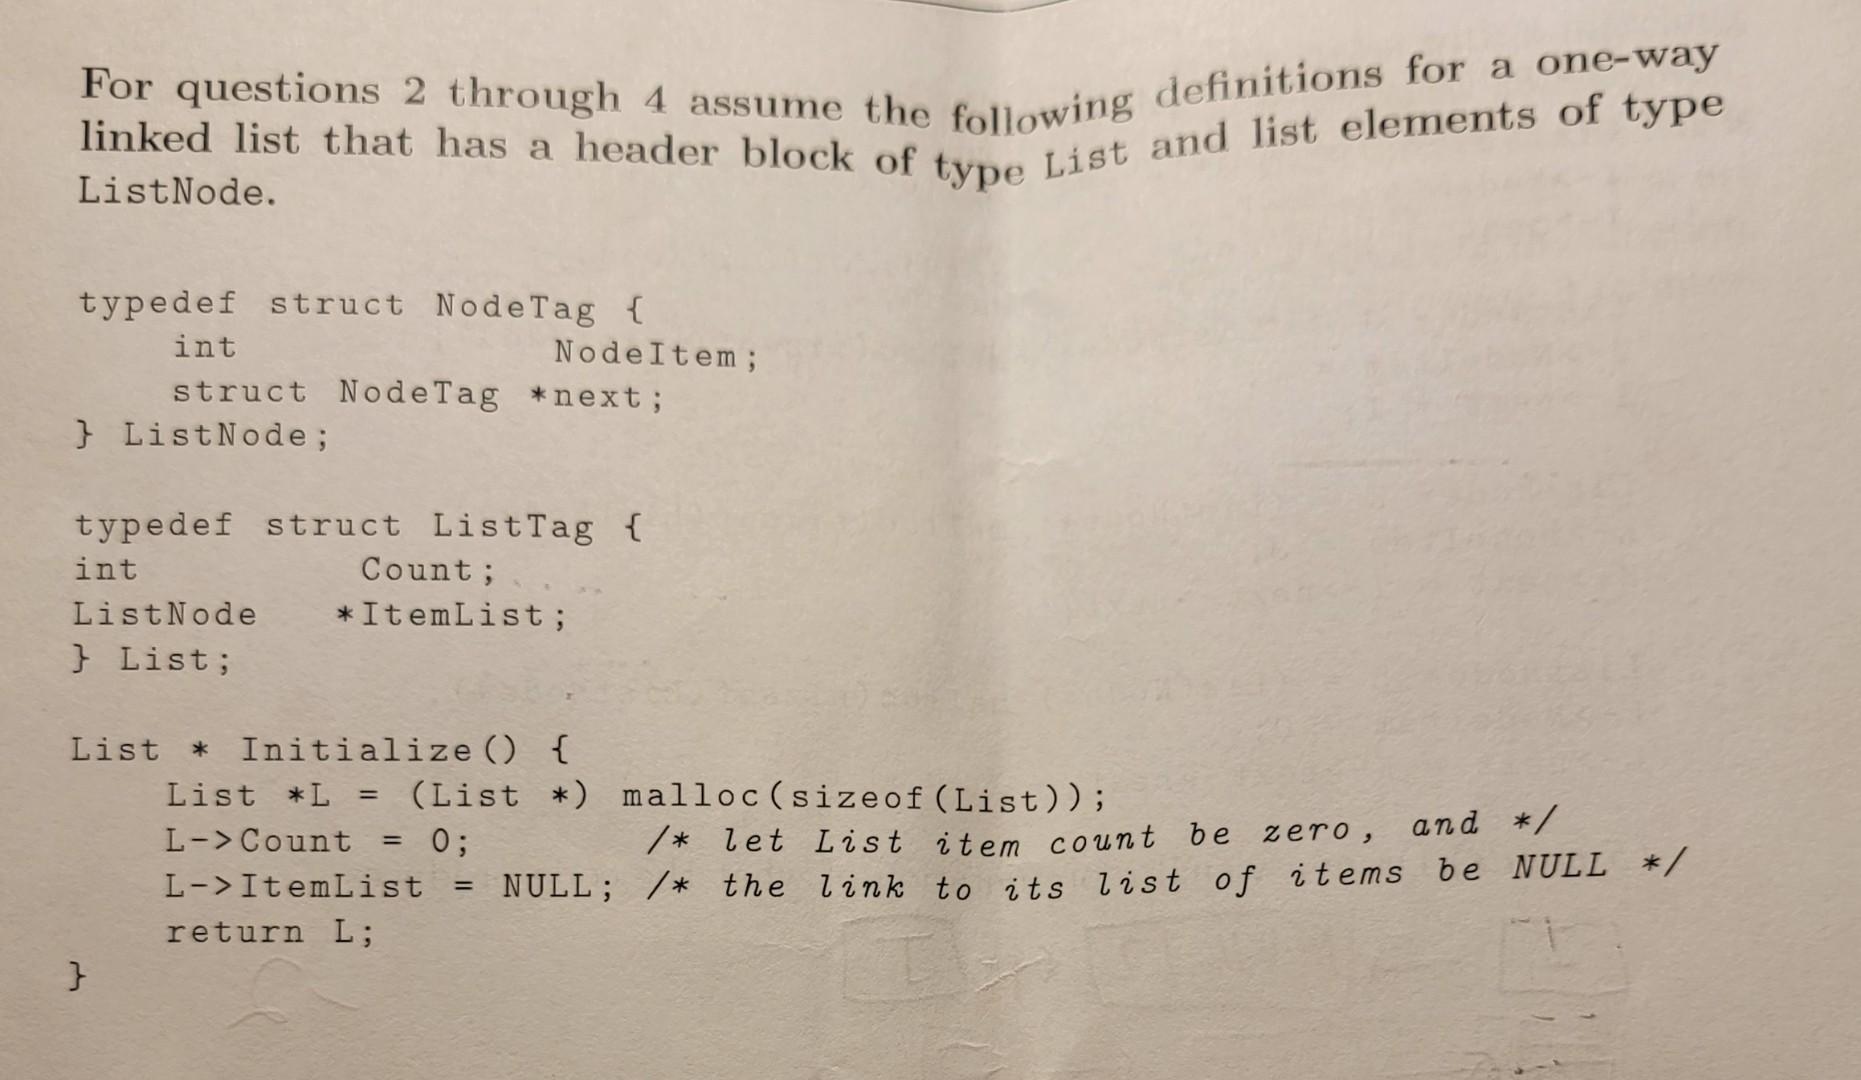 For questions 2 through 4 assume the following definitions for a one-way
linked list that has a header block of type List and list elements of type
ListNode.
typedef struct NodeTag {
int NodeItem;
struct NodeTag *next;
} ListNode;
typedef struct ListTag {
int Count;
ListNode *ItemList;
} List;
List * Initialize() {
List *L = (List *) malloc(sizeof(List));
L->Count = 0; /* let List item count be zero, and */
L->ItemList = NULL; /* the link to its list of items be NULL */
return L;
}